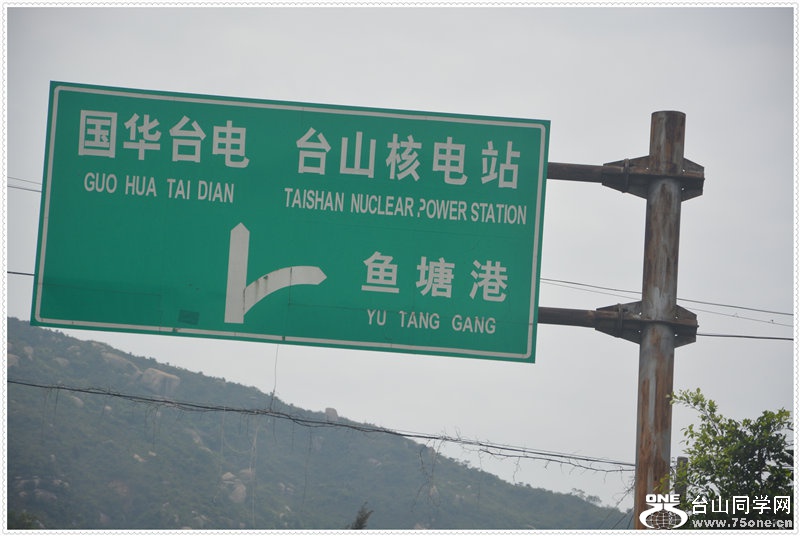 国华台电 台山核电站
GUO HUA TAI DIAN TAISHAN NUCLEAR POWER STATION
鱼塘港
YU TANG GANG
ONE 台山同学网
www.75one.cn